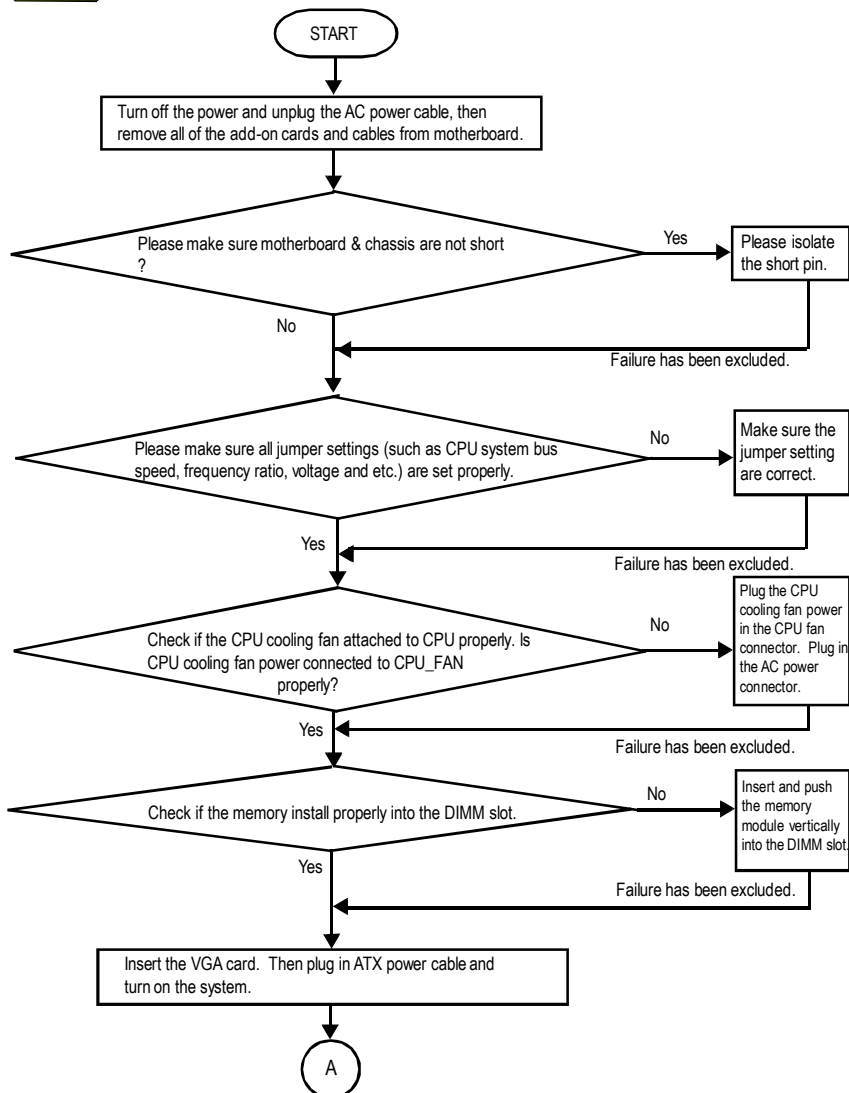 START
Turn off the power and unplug the AC power cable, then
remove all of the add-on cards and cables from motherboard.
Please make sure motherboard & chassis are not short
?
Yes
Please isolate
the short pin.
No
Failure has been excluded.
Please make sure all jumper settings (such as CPU system bus
speed, frequency ratio, voltage and etc.) are set properly.
No
Make sure the
jumper setting
are correct.
Yes
Failure has been excluded.
Check if the CPU cooling fan attached to CPU properly. Is
CPU cooling fan power connected to CPU_FAN
properly?
No
Plug the CPU
cooling fan power
in the CPU fan
connector. Plug in
the AC power
connector.
Yes
Failure has been excluded.
Check if the memory install properly into the DIMM slot.
No
Insert and push
the memory
module vertically
into the DIMM slot.
Yes
Failure has been excluded.
Insert the VGA card. Then plug in ATX power cable and
turn on the system.
A